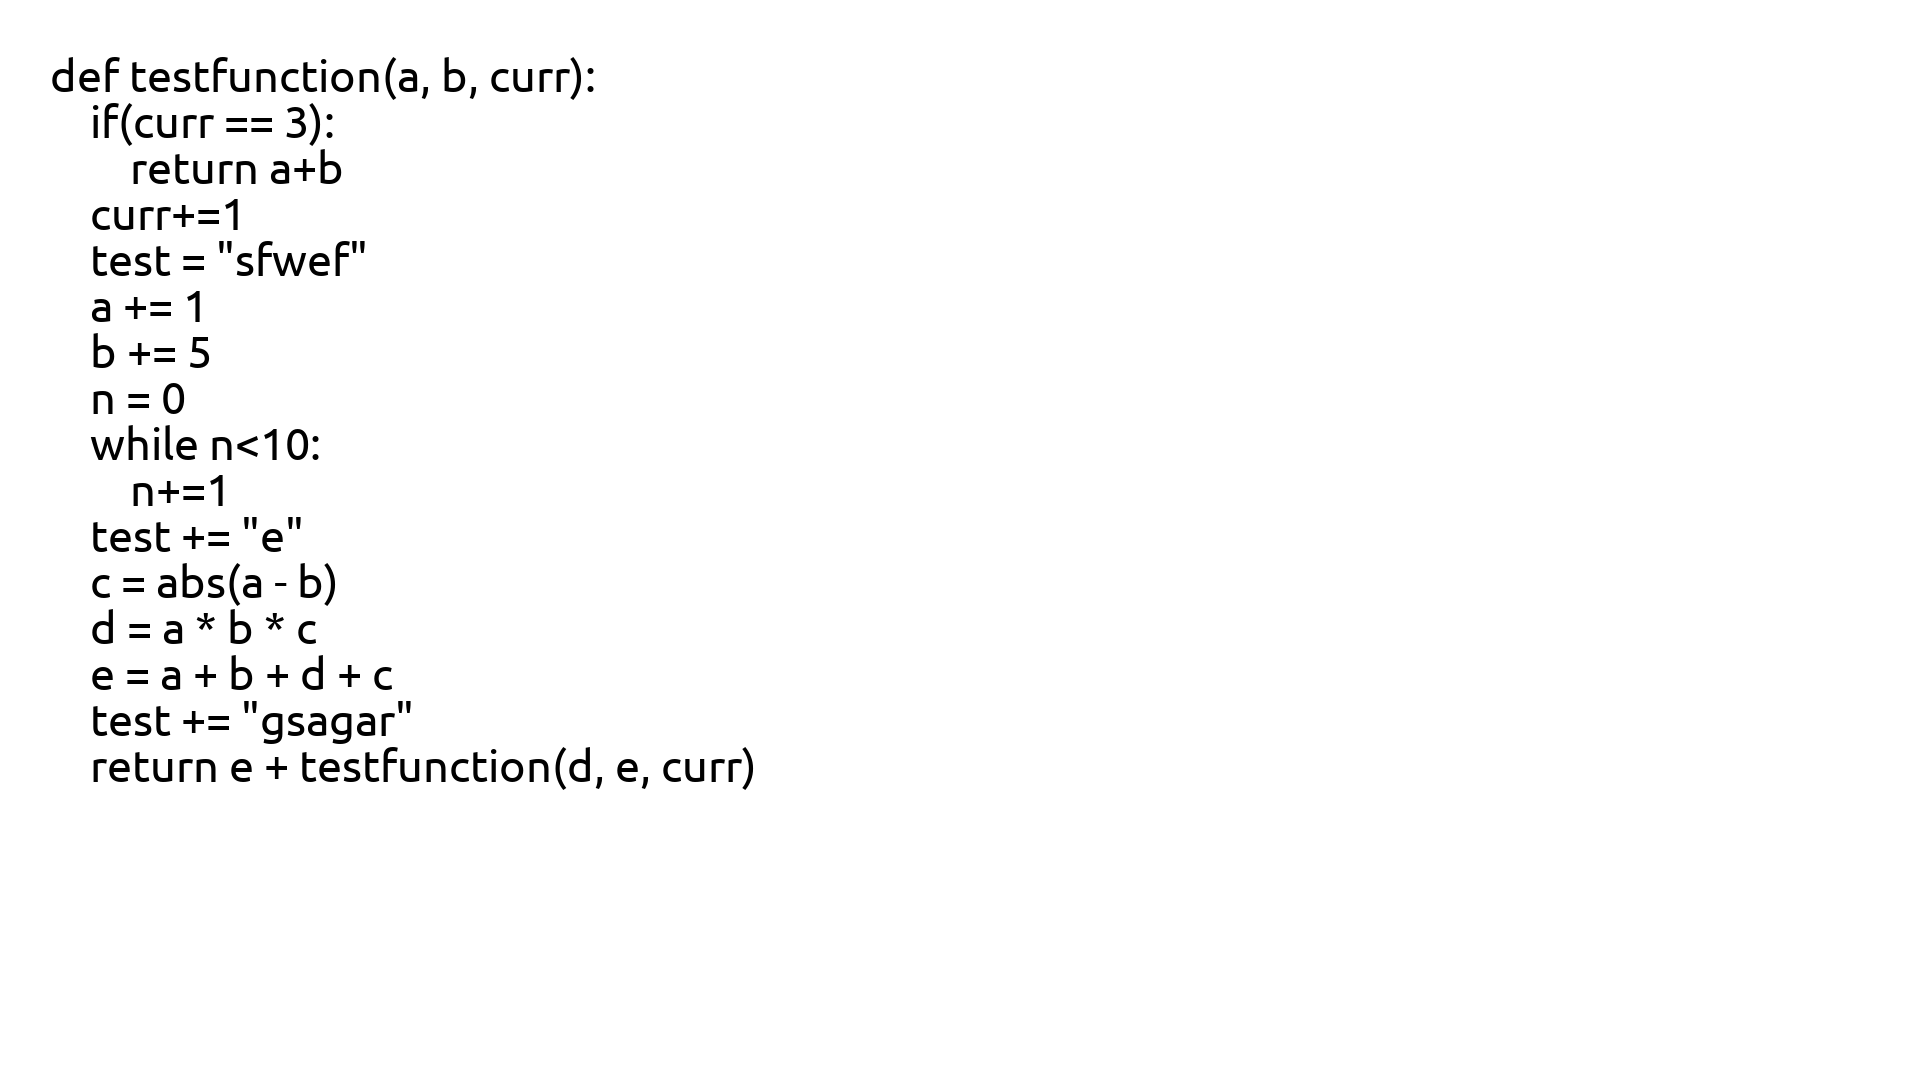 def testfunction(a, b, curr):
    if(curr == 3):
        return a+b
    curr+=1
    test = "sfwef"
    a += 1
    b += 5
    n = 0
    while n<10:
        n+=1
    test += "e"
    c = abs(a - b)
    d = a * b * c
    e = a + b + d + c
    test += "gsagar"
    return e + testfunction(d, e, curr)